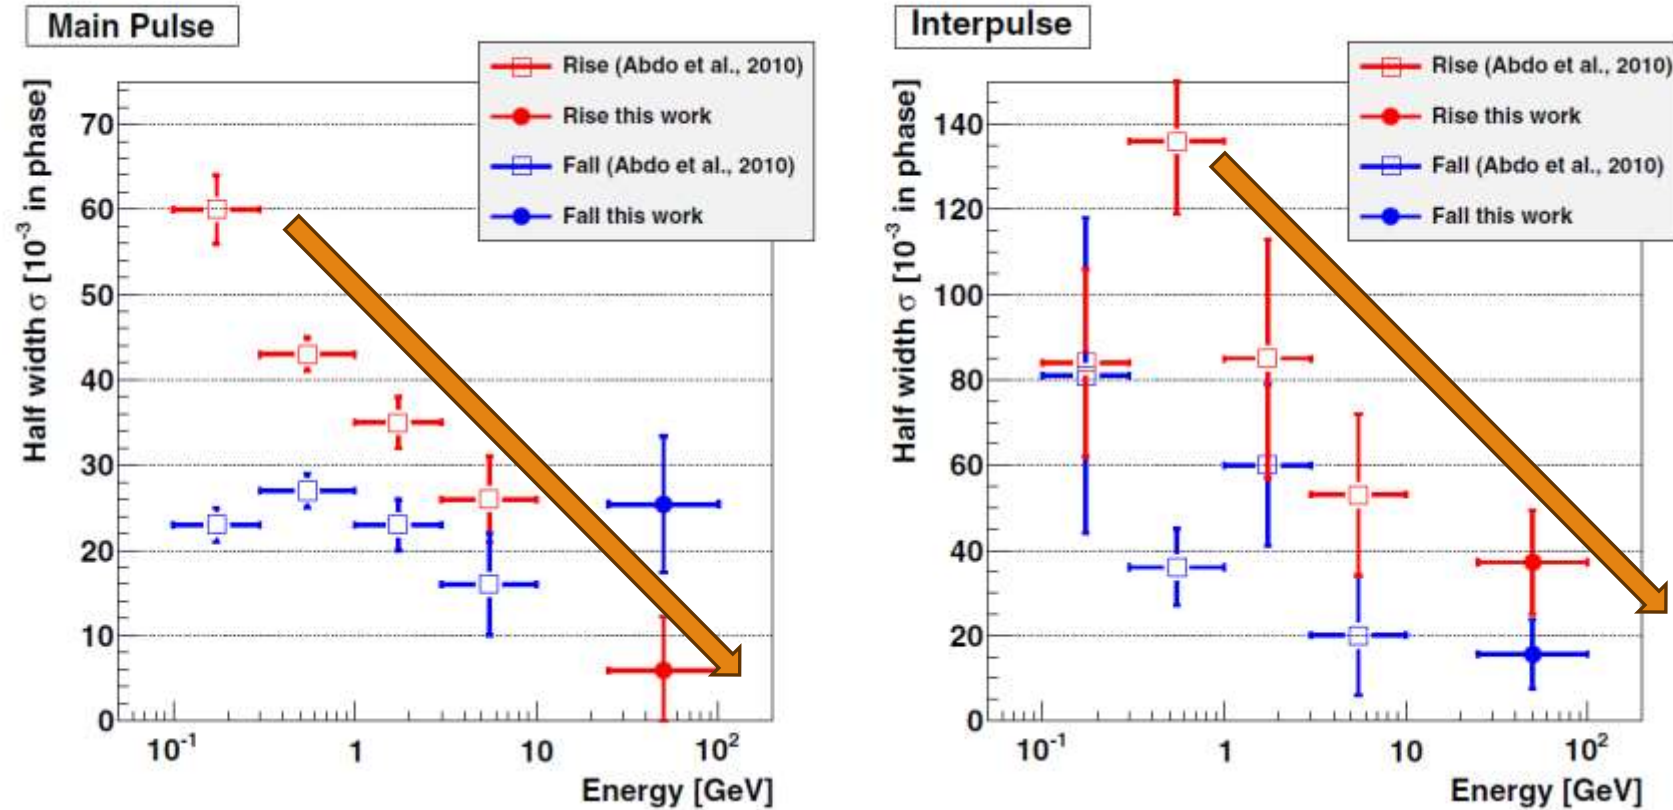 Main Pulse
Rise (Abdo et al., 2010)
Rise this work
Fall (Abdo et al., 2010)
Fall this work
Half width σ [10⁻³ in phase]
70
60
50
40
30
20
10
0
10⁻¹
1
10
10²
Energy [GeV]
Interpulse
Rise (Abdo et al., 2010)
Rise this work
Fall (Abdo et al., 2010)
Fall this work
Half width σ [10⁻³ in phase]
140
120
100
80
60
40
20
0
10⁻¹
1
10
10²
Energy [GeV]